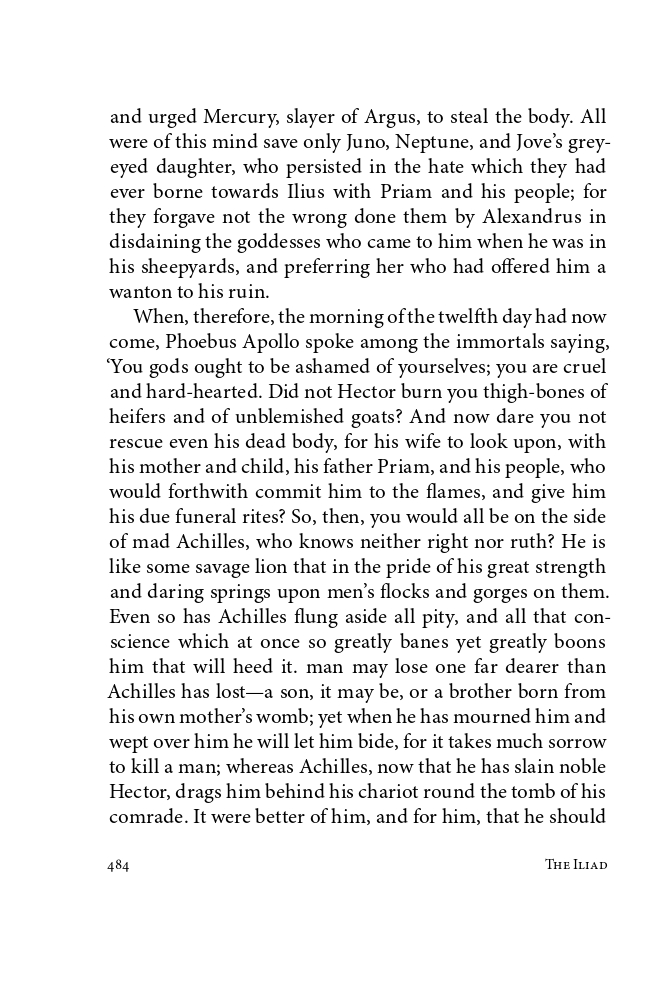 and urged Mercury, slayer of Argus, to steal the body. All
were of this mind save only Juno, Neptune, and Jove’s grey-
eyed daughter, who persisted in the hate which they had
ever borne towards Ilius with Priam and his people; for
they forgave not the wrong done them by Alexandrus in
disdaining the goddesses who came to him when he was in
his sheepyards, and preferring her who had offered him a
wanton to his ruin.
When, therefore, the morning of the twelfth day had now
come, Phoebus Apollo spoke among the immortals saying,
‘You gods ought to be ashamed of yourselves; you are cruel
and hard-hearted. Did not Hector burn you thigh-bones of
heifers and of unblemished goats? And now dare you not
rescue even his dead body, for his wife to look upon, with
his mother and child, his father Priam, and his people, who
would forthwith commit him to the flames, and give him
his due funeral rites? So, then, you would all be on the side
of mad Achilles, who knows neither right nor ruth? He is
like some savage lion that in the pride of his great strength
and daring springs upon men’s flocks and gorges on them.
Even so has Achilles flung aside all pity, and all that con-
science which at once so greatly banes yet greatly boons
him that will heed it. man may lose one far dearer than
Achilles has lost—a son, it may be, or a brother born from
his own mother’s womb; yet when he has mourned him and
wept over him he will let him bide, for it takes much sorrow
to kill a man; whereas Achilles, now that he has slain noble
Hector, drags him behind his chariot round the tomb of his
comrade. It were better of him, and for him, that he should
484 The Iliad